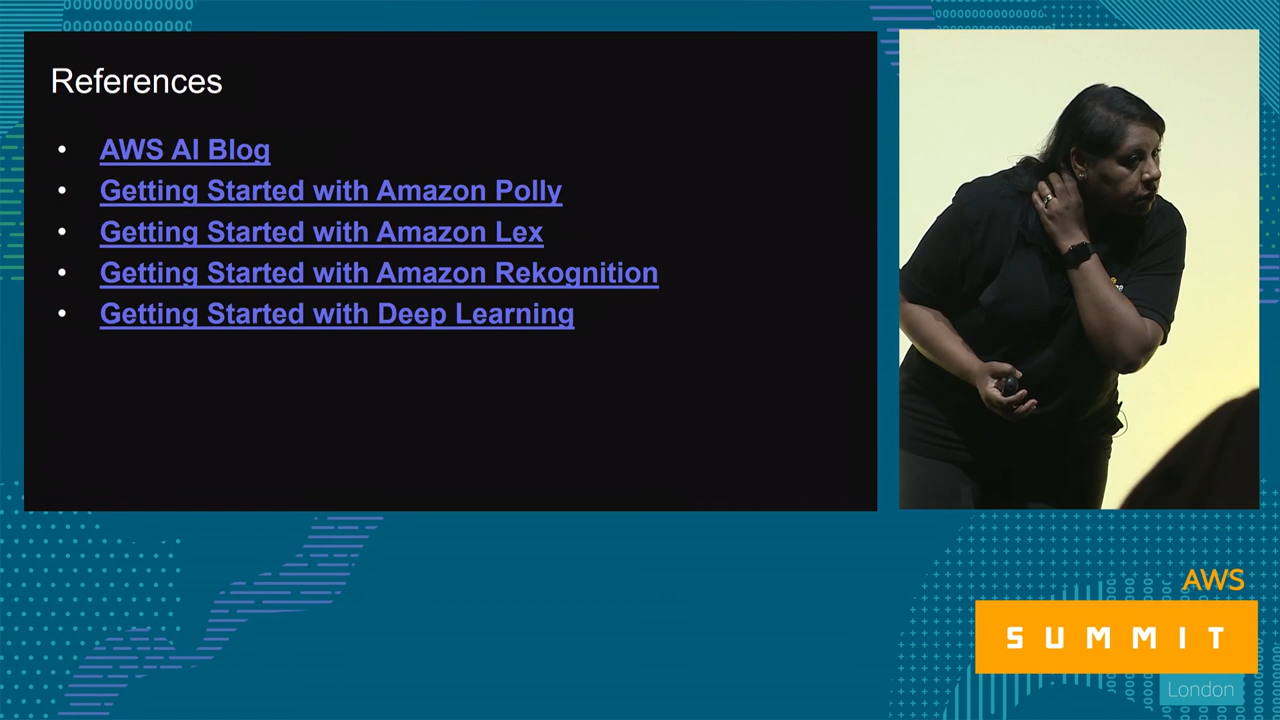 References
• AWS AI Blog
• Getting Started with Amazon Polly
• Getting Started with Amazon Lex
• Getting Started with Amazon Rekognition
• Getting Started with Deep Learning
AWS
SUMMIT
London